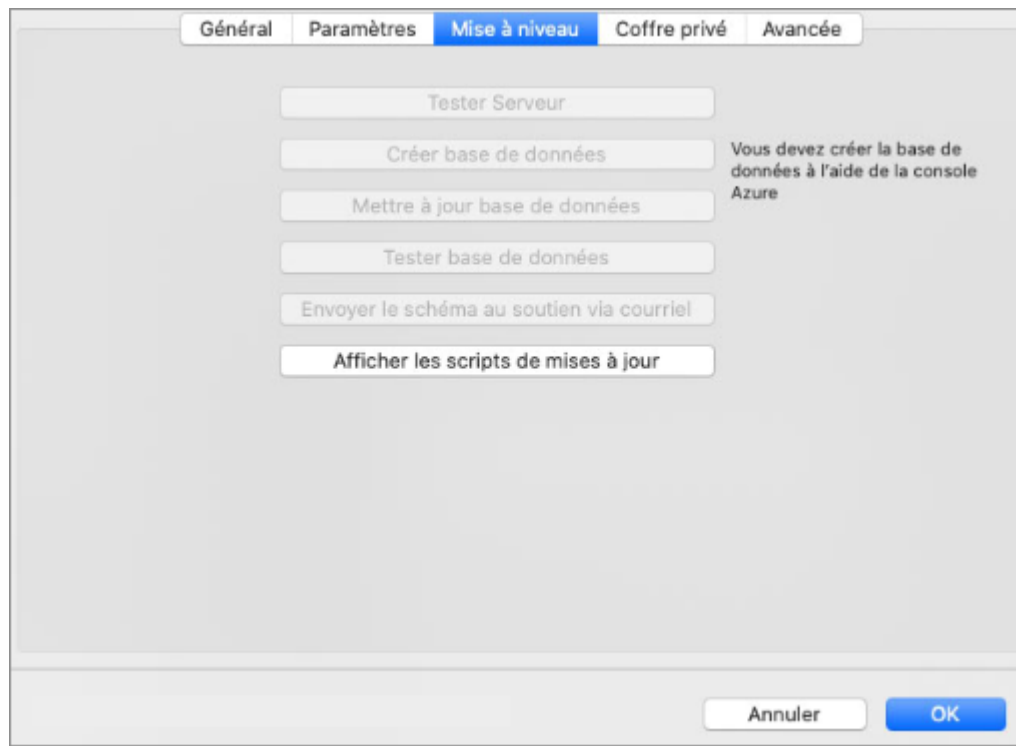 Général Paramètres Mise à niveau Coffre privé Avancée
Tester Serveur
Créer base de données
Vous devez créer la base de
données à l'aide de la console
Azure
Mettre à jour base de données
Tester base de données
Envoyer le schéma au soutien via courriel
Afficher les scripts de mises à jour
Annuler OK